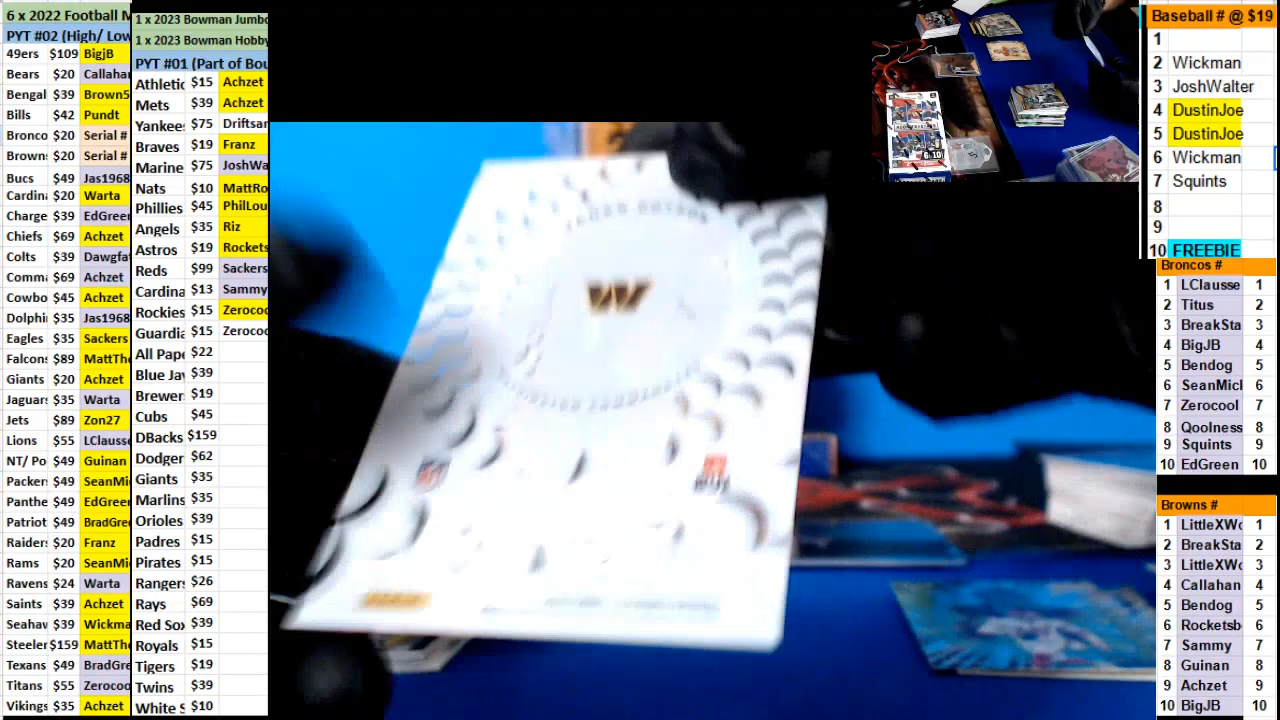 6 x 2022 Football M
PYT #02 (High/ Low
49ers $109 BigjB
Bears $20 Callaha
Bengal $39 Brown5
Bills $42 Pundt
Bronco $20 Serial #
Brown: $20 Serial #
Bucs $49 Jas1968
Cardina $20 Warta
Charge $39 EdGreen
Chiefs $69 Achzet
Colts $39 Dawgfa
Comma $69 Achzet
Cowbo $45 Achzet
Dolphi $35 Jas1968
Eagles $35 Sackers
Falcons $89 MattThe
Giants $20 Achzet
Jaguars $35 Warta
Jets $89 Zon27
Lions $55 LClausse
NT/ Po $49 Guinan
Packer $49 SeanMi
Panthe $49 EdGreen
Patriot $49 BradGre
Raider $20 Franz
Rams $20 SeanMi
Ravens $24 Warta
Saints $39 Achzet
Seahaw $39 Wickma
Steeler $159 MattThe
Texans $49 BradGre
Titans $55 Zerocoo
Vikings $35 Achzet
1 x 2023 Bowman Jumbo
1 x 2023 Bowman Hobby
PYT #01 (Part of Bou
Athletic $15 Achzet
Mets $39 Achzet
Yankee $75 Driftsar
Braves $19 Franz
Marine $75 JoshWa
Nats $10 MattRo
Phillies $45 PhilLou
Angels $35 Riz
Astros $19 Rockets
Reds $99 Sackers
Cardina $13 Sammy
Rockies $15 Zerocoo
Guardia $15 Zerocoo
All Pape $22
Blue Jay $39
Brewer $19
Cubs $45
DBacks $159
Dodger $62
Giants $35
Marlins $35
Orioles $39
Padres $15
Pirates $15
Ranger $26
Rays $69
Red Sox $39
Royals $15
Tigers $19
Twins $39
White S $10
Baseball # @ $19
1
2 Wickman
3 JoshWalter
4 DustinJoe
5 DustinJoe
6 Wickman
7 Squints
8
9
10 FREEBIE
Broncos #
1 LClausse 1
2 Titus 2
3 BreakSta 3
4 BigJB 4
5 Bendog 5
6 SeanMicl 6
7 Zerocool 7
8 Qoolness 8
9 Squints 9
10 EdGreen 10
Browns #
1 LittleXWo 1
2 BreakSta 2
3 LittleXWo 3
4 Callahan 4
5 Bendog 5
6 Rocketsb 6
7 Sammy 7
8 Guinan 8
9 Achzet 9
10 BigJB 10